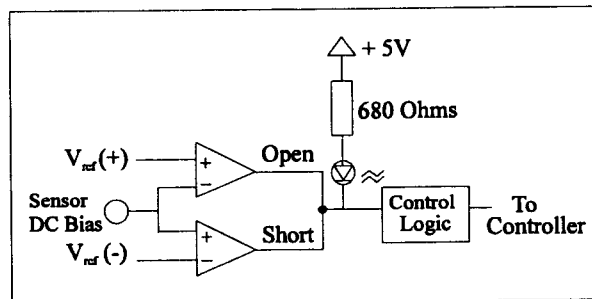 + 5V
680 Ohms
V_ref(+)
+
−
Open
Sensor
DC Bias
+
−
Short
V_ref(-)
Control
Logic
To
Controller